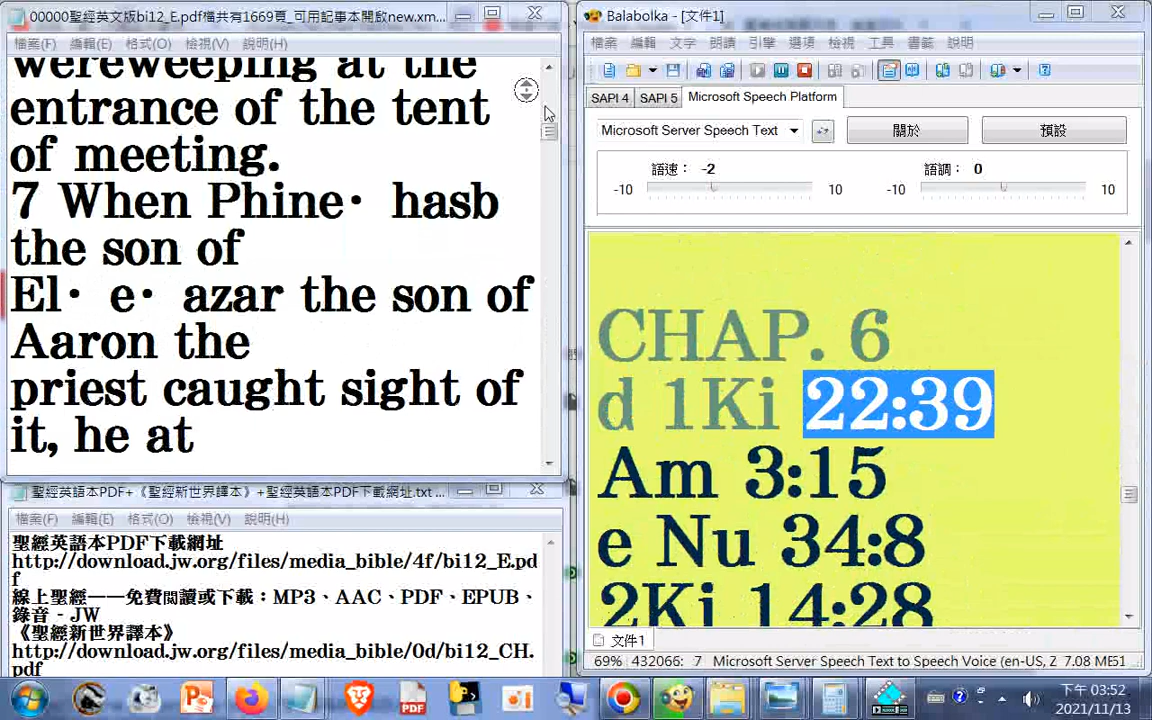 00000聖經英文版bi12_E.pdf檔共有1669頁_可用記事本開啟new.xm...
檔案(F) 編輯(E) 格式(O) 檢視(V) 說明(H)
wereweeping at the
entrance of the tent
of meeting.
7 When Phine· hasb
the son of
El· e· azar the son of
Aaron the
priest caught sight of
it, he at
聖經英語本PDF+《聖經新世界譯本》+聖經英語本PDF下載網址.txt ...
檔案(F) 編輯(E) 格式(O) 檢視(V) 說明(H)
聖經英語本PDF下載網址
http://download.jw.org/files/media_bible/4f/bi12_E.pd
f
線上聖經——免費閱讀或下載：MP3、AAC、PDF、EPUB、
錄音 - JW
《聖經新世界譯本》
http://download.jw.org/files/media_bible/0d/bi12_CH.
pdf
Balabolka - [文件1]
檔案 編輯 文字 朗讀 引擎 選項 檢視 工具 書籤 說明
SAPI 4 SAPI 5 Microsoft Speech Platform
Microsoft Server Speech Text 關於 預設
語速： -2 語調： 0
-10 10 -10 10
CHAP. 6
d 1Ki 22:39
Am 3:15
e Nu 34:8
2Ki 14:28
文件1
69% 432066: 7 Microsoft Server Speech Text to Speech Voice (en-US, Z 7.08 ME51
PDF
下午 03:52
2021/11/13